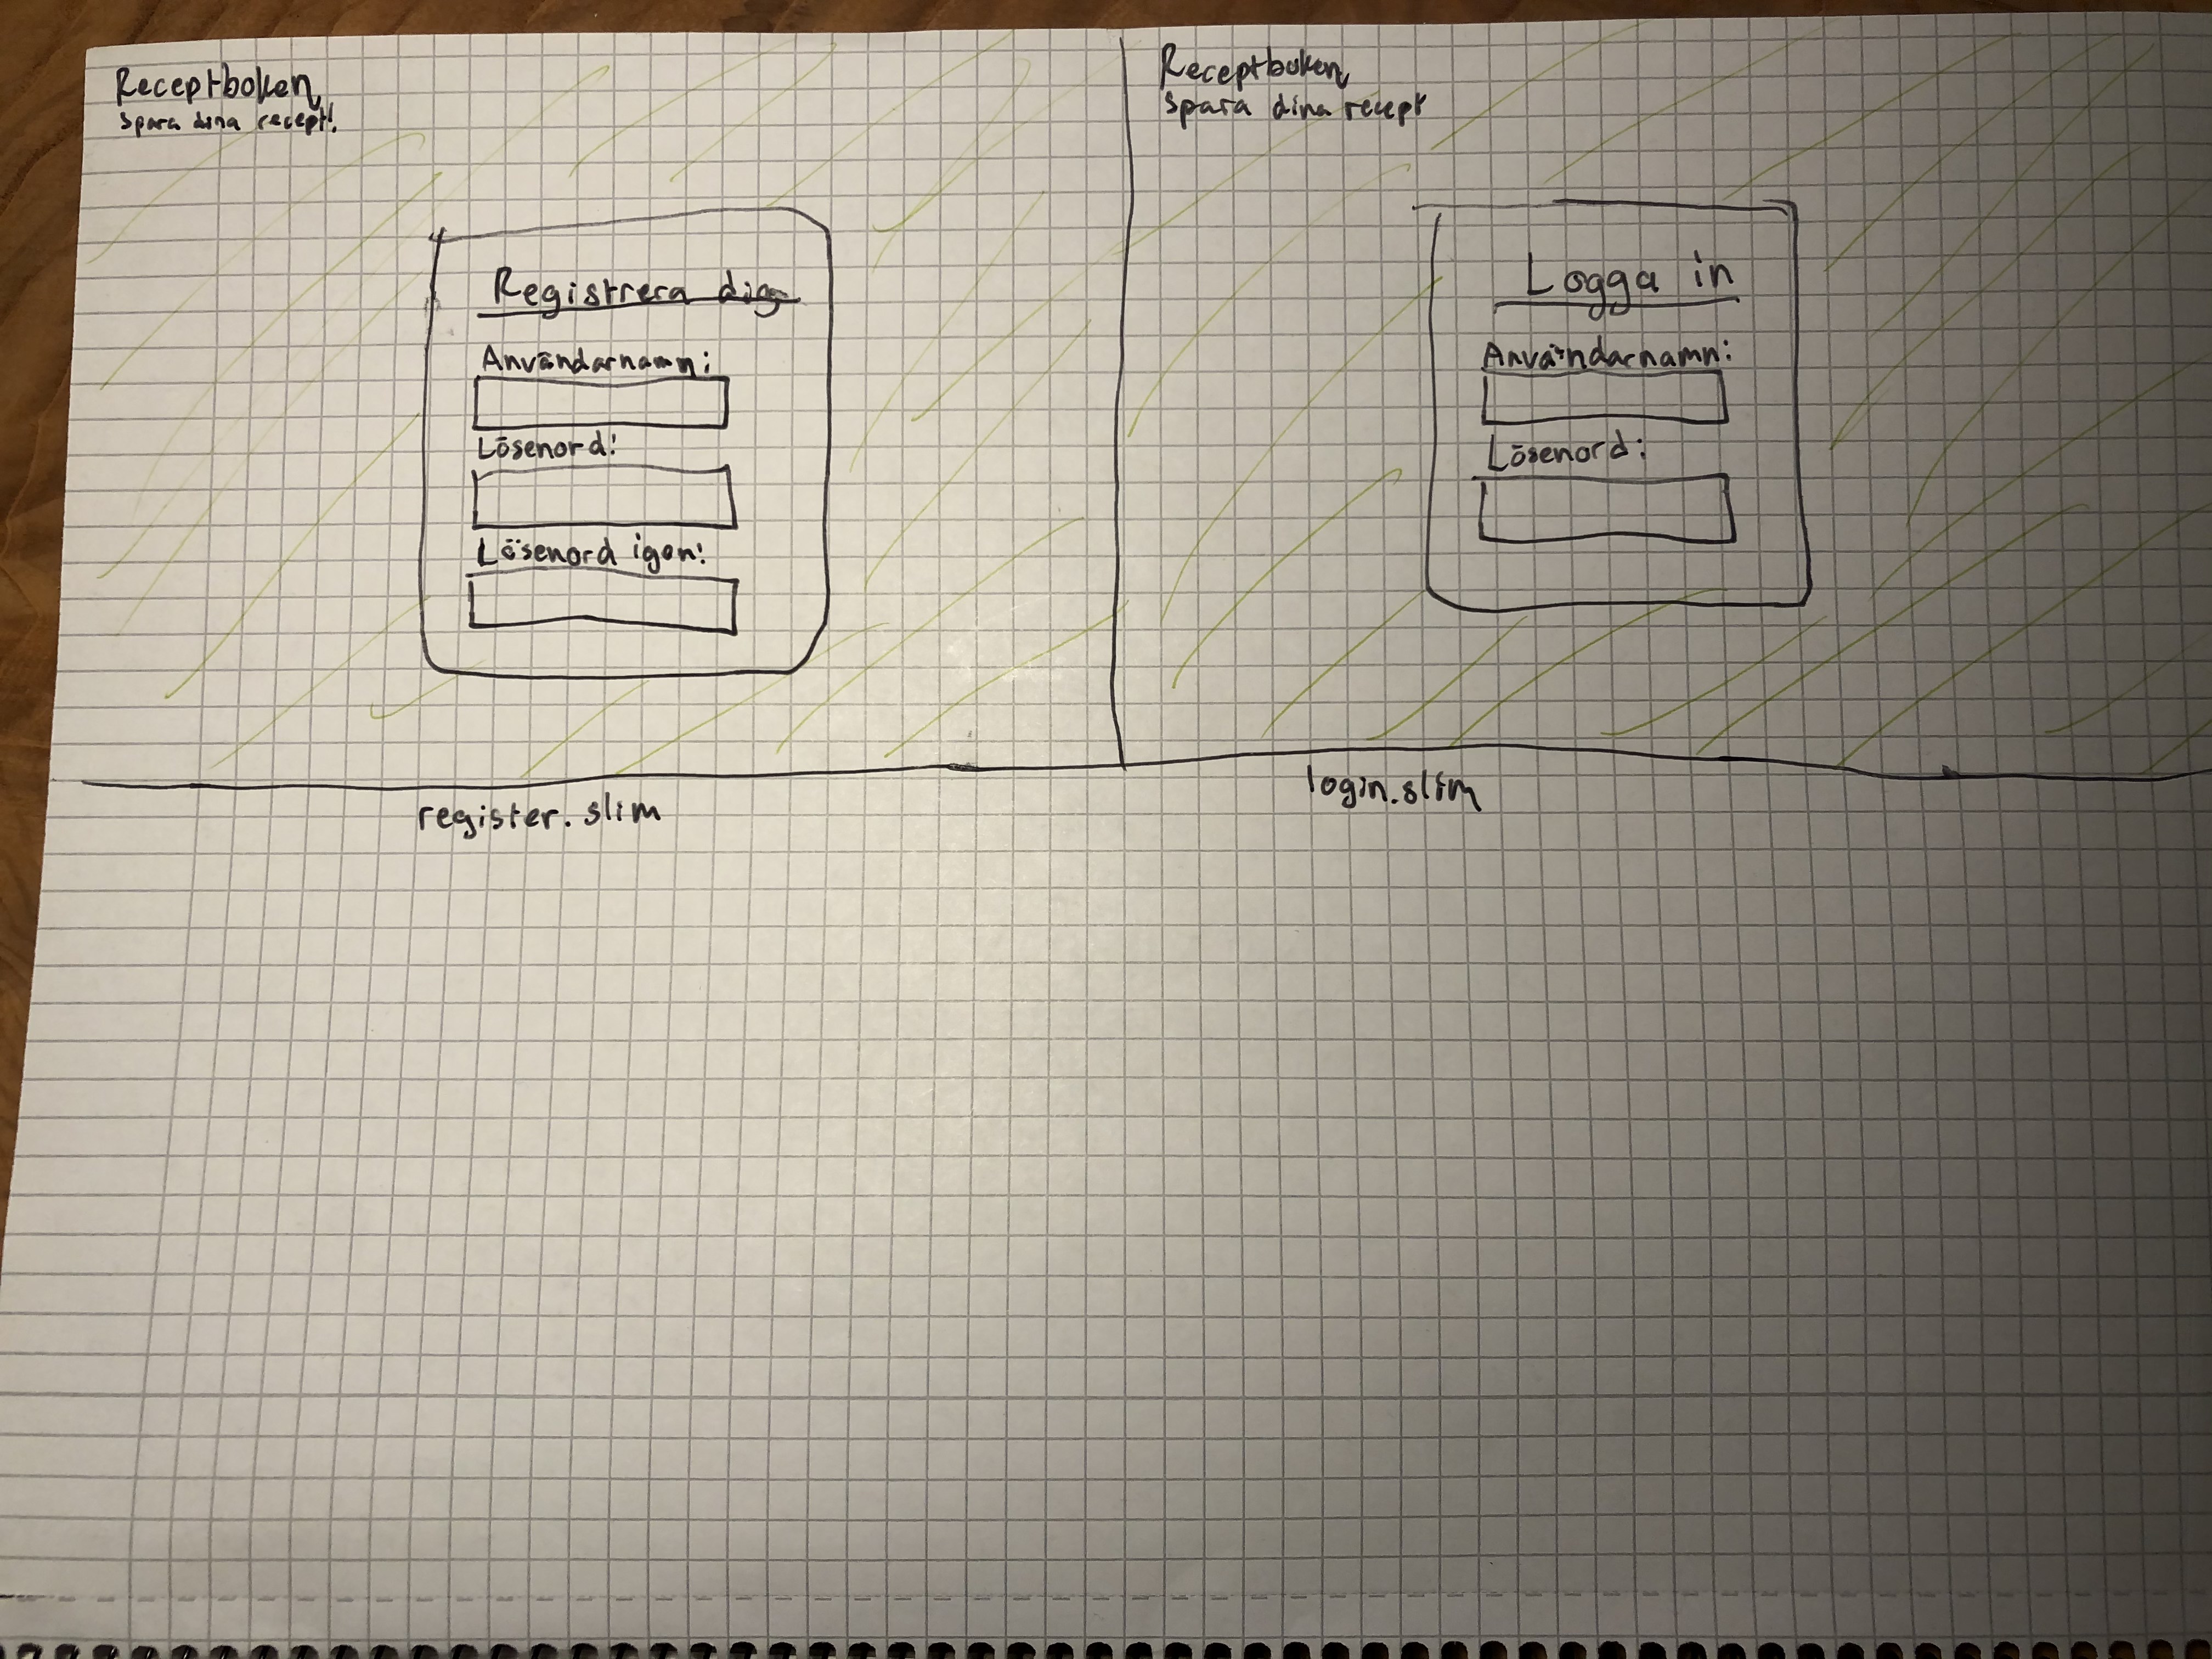 Receptboken
spara dina recept!
Registrera dig
Användarnamn:
Lösenord:
Lösenord igen:
register.slim
Receptboken
spara dina recept
Logga in
Användarnamn:
Lösenord:
login.slim